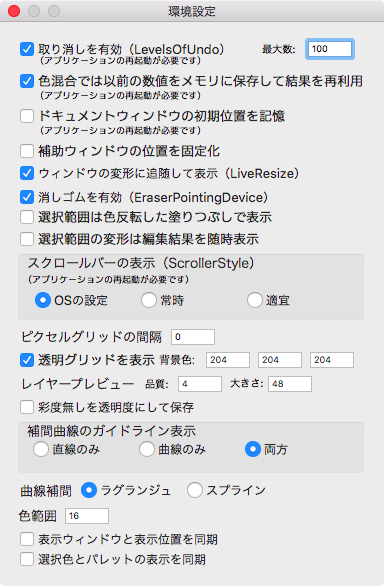 環境設定
取り消しを有効（LevelsOfUndo） 最大数: 100
（アプリケーションの再起動が必要です）
色混合では以前の数値をメモリに保存して結果を再利用
（アプリケーションの再起動が必要です）
ドキュメントウィンドウの初期位置を記憶
（アプリケーションの再起動が必要です）
補助ウィンドウの位置を固定化
ウィンドウの変形に追随して表示（LiveResize）
消しゴムを有効（EraserPointingDevice）
選択範囲は色反転した塗りつぶしで表示
選択範囲の変形は編集結果を随時表示
スクロールバーの表示（ScrollerStyle）
（アプリケーションの再起動が必要です）
OSの設定 常時 適宜
ピクセルグリッドの間隔 0
透明グリッドを表示 背景色: 204 204 204
レイヤープレビュー 品質: 4 大きさ: 48
彩度無しを透明度にして保存
補間曲線のガイドライン表示
直線のみ 曲線のみ 両方
曲線補間 ラグランジュ スプライン
色範囲 16
表示ウィンドウと表示位置を同期
選択色とパレットの表示を同期